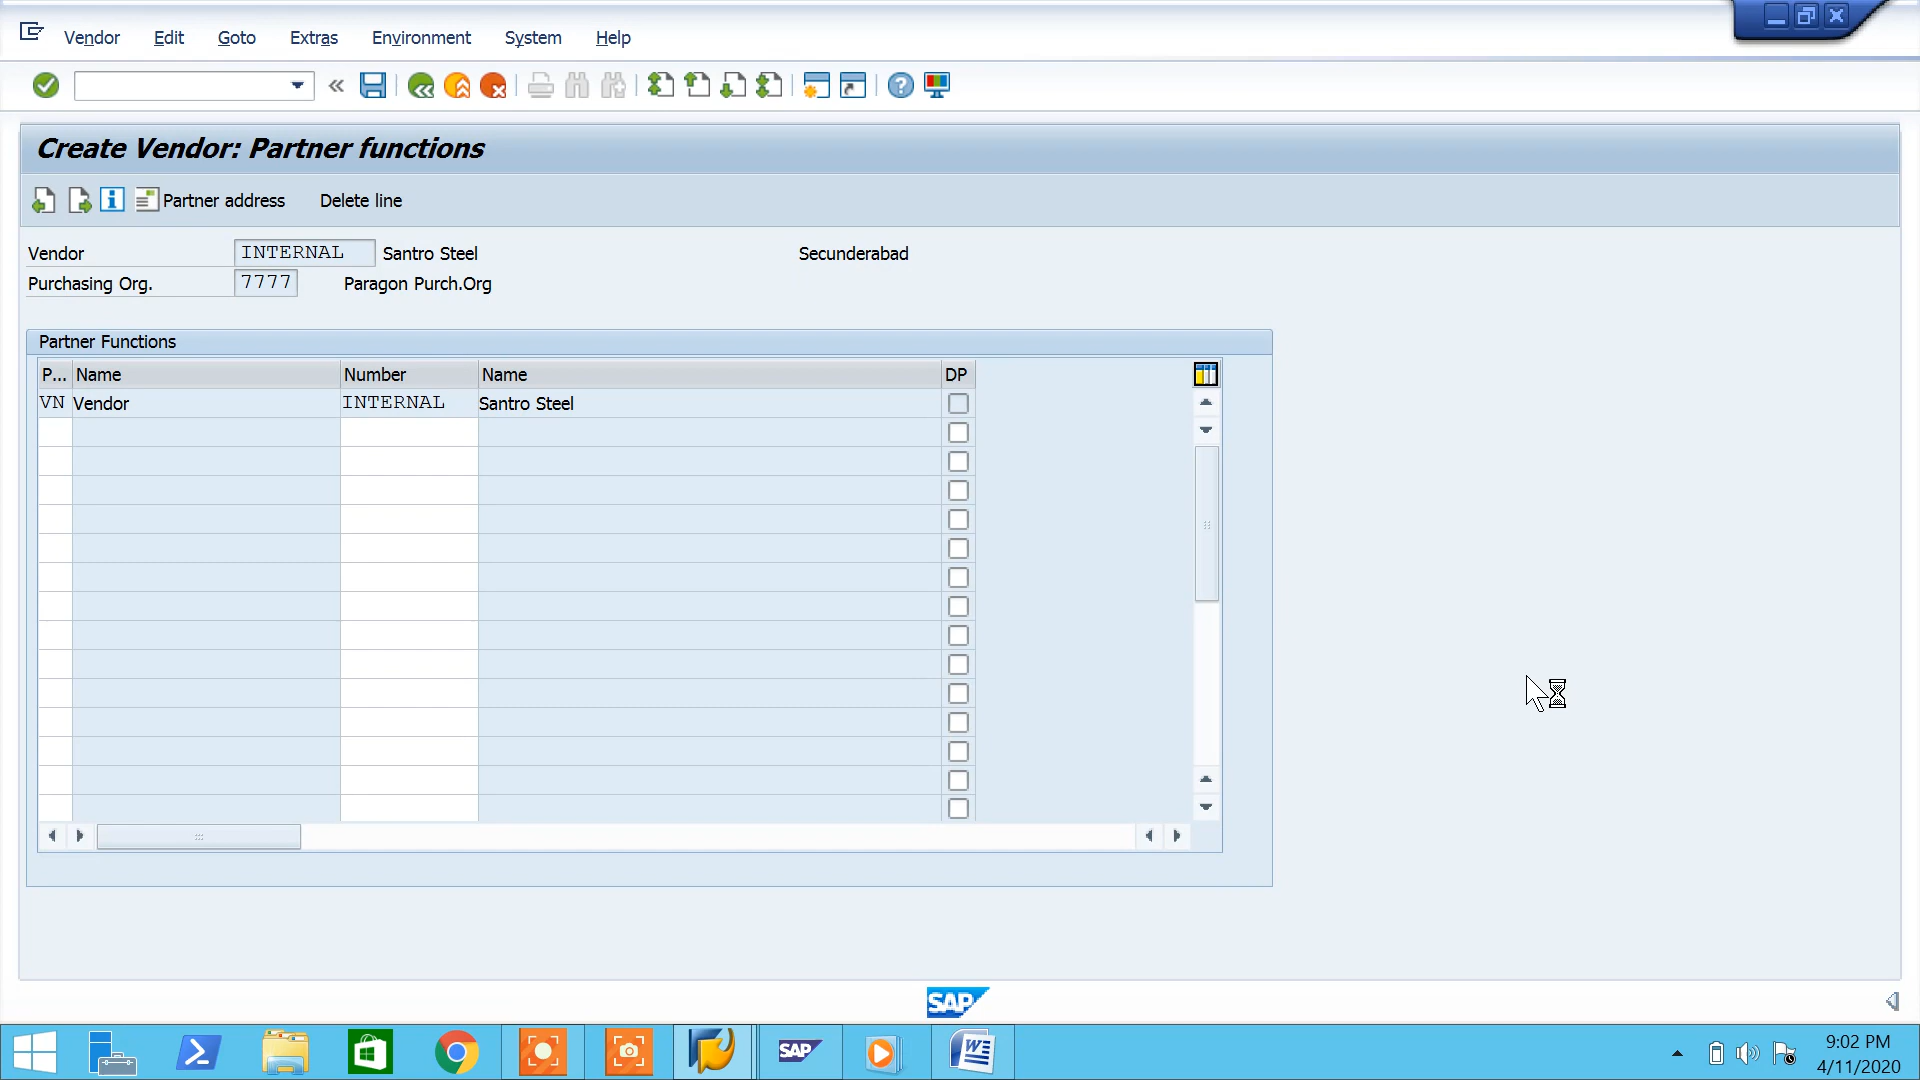 Vendor Edit Goto Extras Environment System Help
Create Vendor: Partner functions
Partner address Delete line
Vendor INTERNAL Santro Steel Secunderabad
Purchasing Org. 7777 Paragon Purch.Org
Partner Functions
P... Name Number Name DP
VN Vendor INTERNAL Santro Steel
SAP
SAP
9:02 PM
4/11/2020